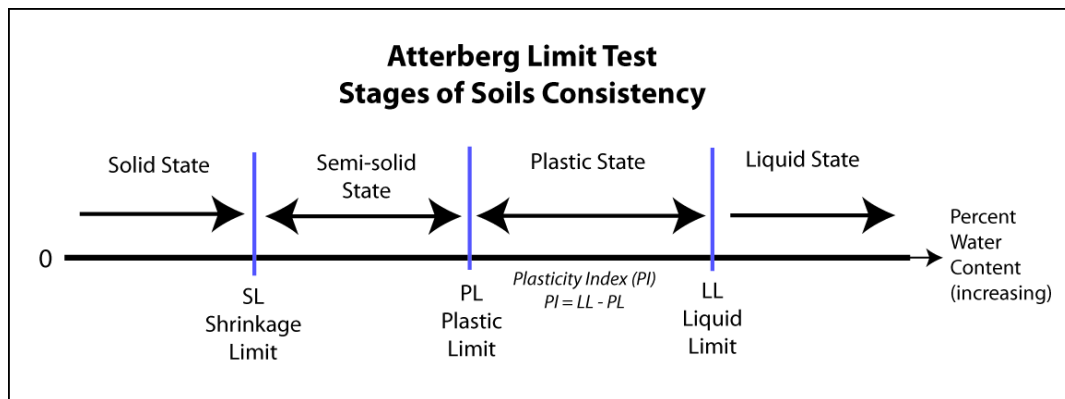 Atterberg Limit Test
Stages of Soils Consistency
Solid State
Semi-solid
State
Plastic State
Liquid State
0
Percent
Water
Content
(increasing)
SL
Shrinkage
Limit
PL
Plastic
Limit
Plasticity Index (PI)
PI = LL - PL
LL
Liquid
Limit